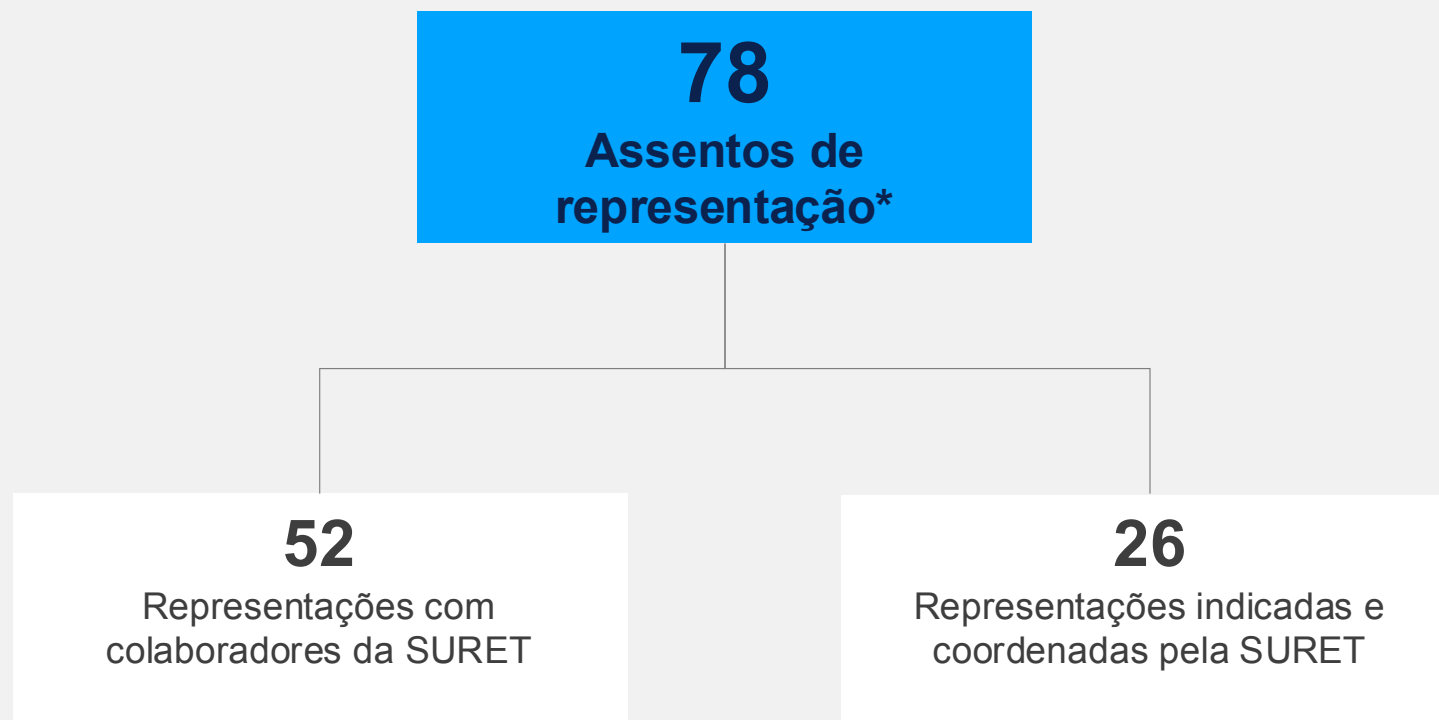 78
Assentos de
representação*
52
Representações com
colaboradores da SURET
26
Representações indicadas e
coordenadas pela SURET